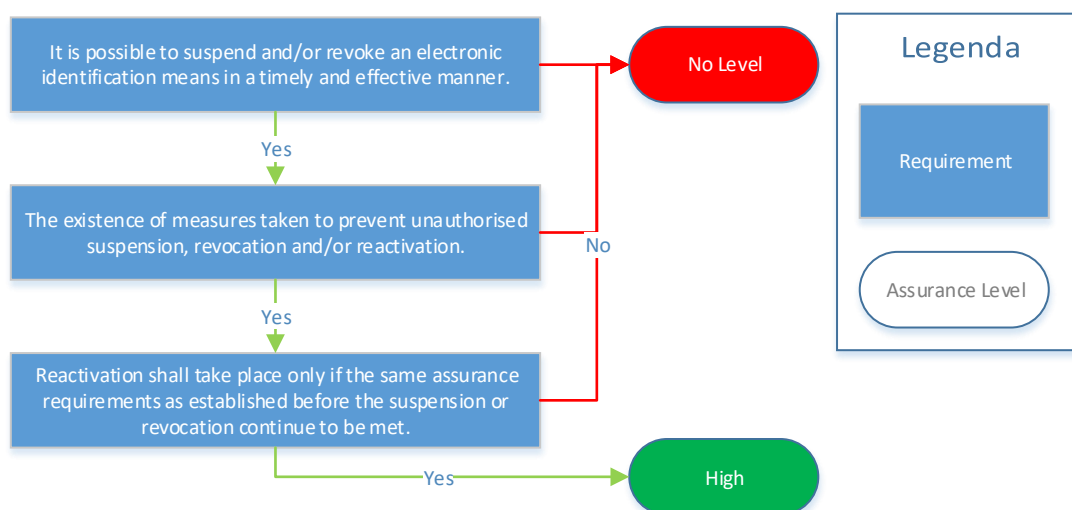 It is possible to suspend and/or revoke an electronic
identification means in a timely and effective manner.
No Level
Legenda
Requirement
Yes
The existence of measures taken to prevent unauthorised
suspension, revocation and/or reactivation.
No
Assurance Level
Yes
Reactivation shall take place only if the same assurance
requirements as established before the suspension or
revocation continue to be met.
Yes
High